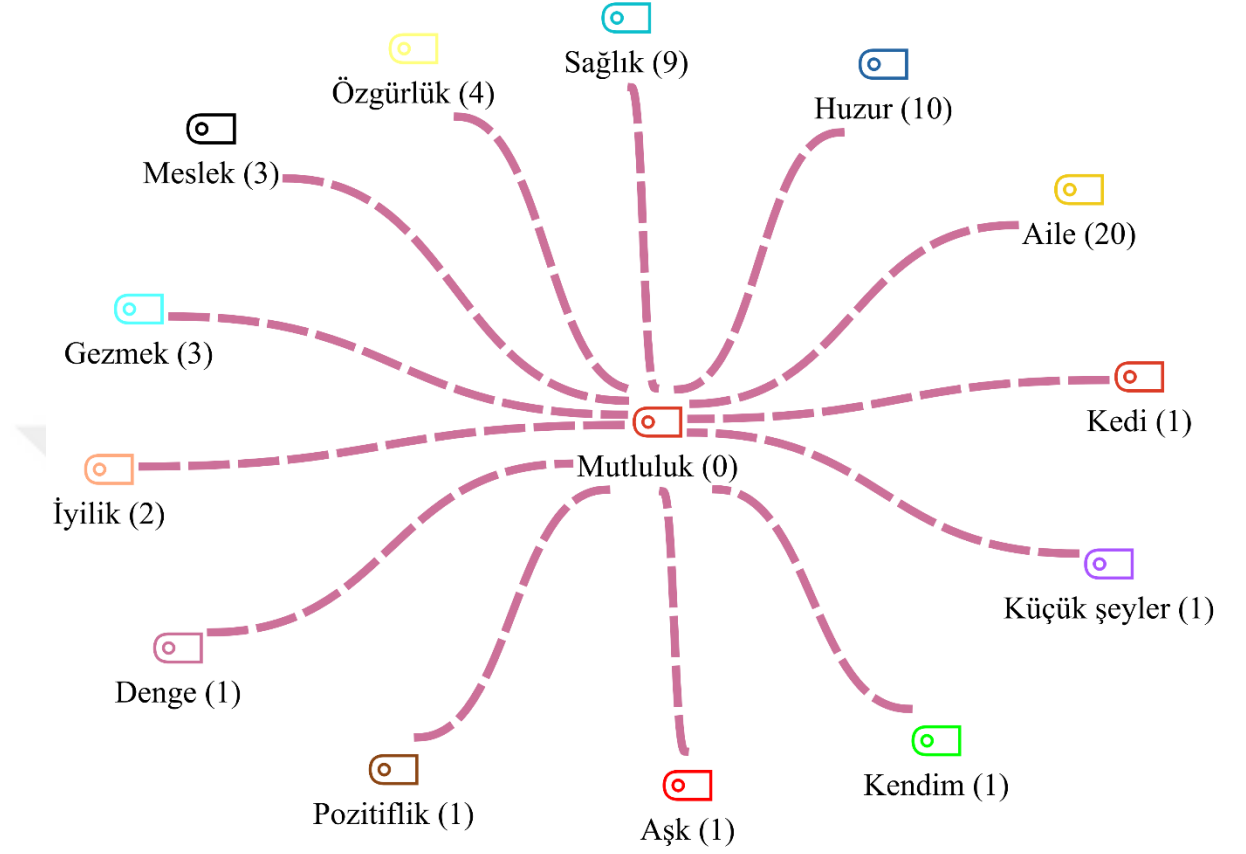 Sağlık (9)
Özgürlük (4)
Huzur (10)
Meslek (3)
Aile (20)
Gezmek (3)
Kedi (1)
Mutluluk (0)
İyilik (2)
Küçük şeyler (1)
Denge (1)
Kendim (1)
Pozitiflik (1)
Aşk (1)